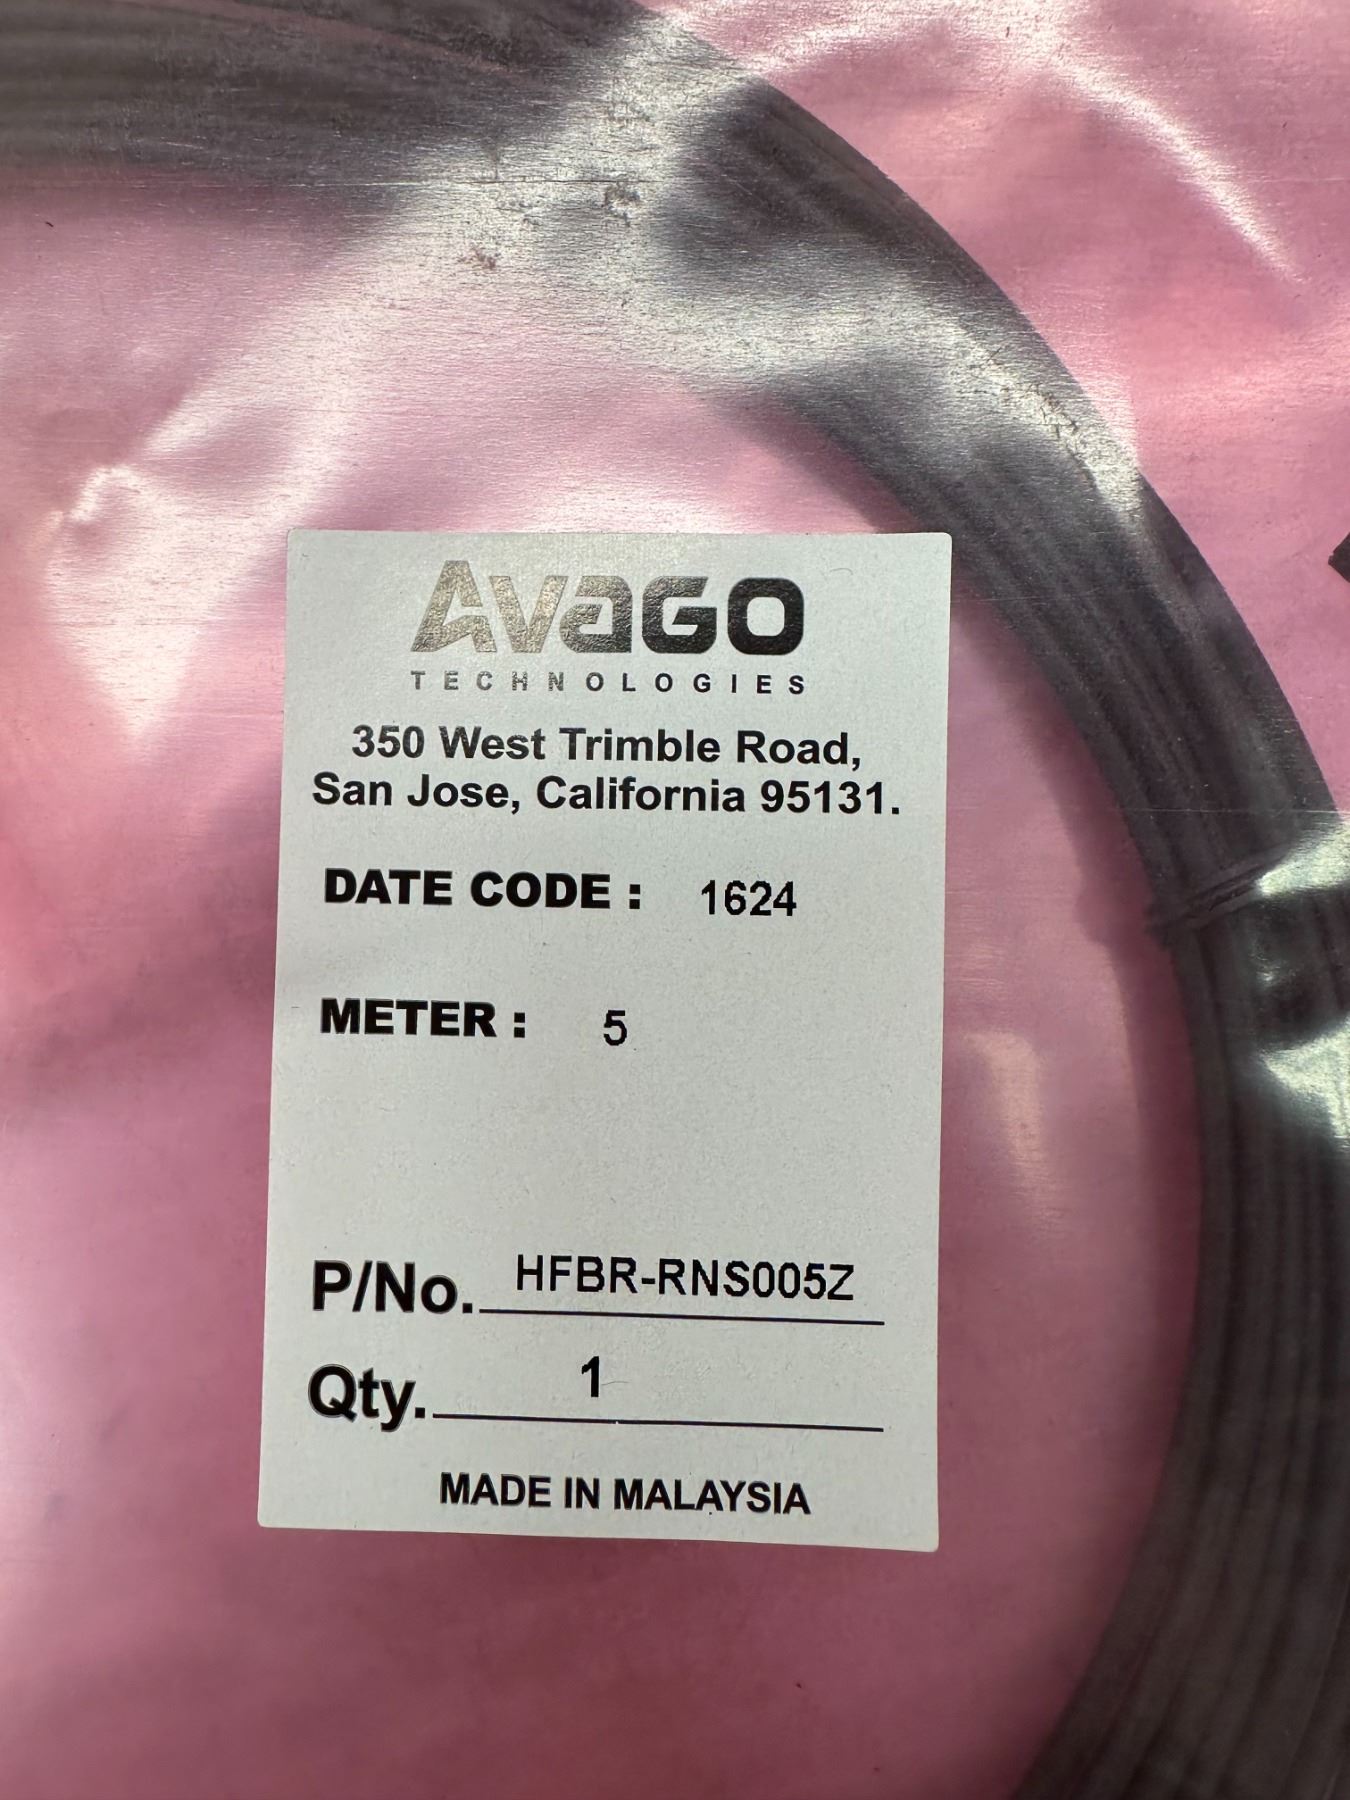 AVAGO
TECHNOLOGIES
350 West Trimble Road,
San Jose, California 95131.
DATE CODE : 1624
METER : 5
P/No. HFBR-RNS005Z
Qty. 1
MADE IN MALAYSIA